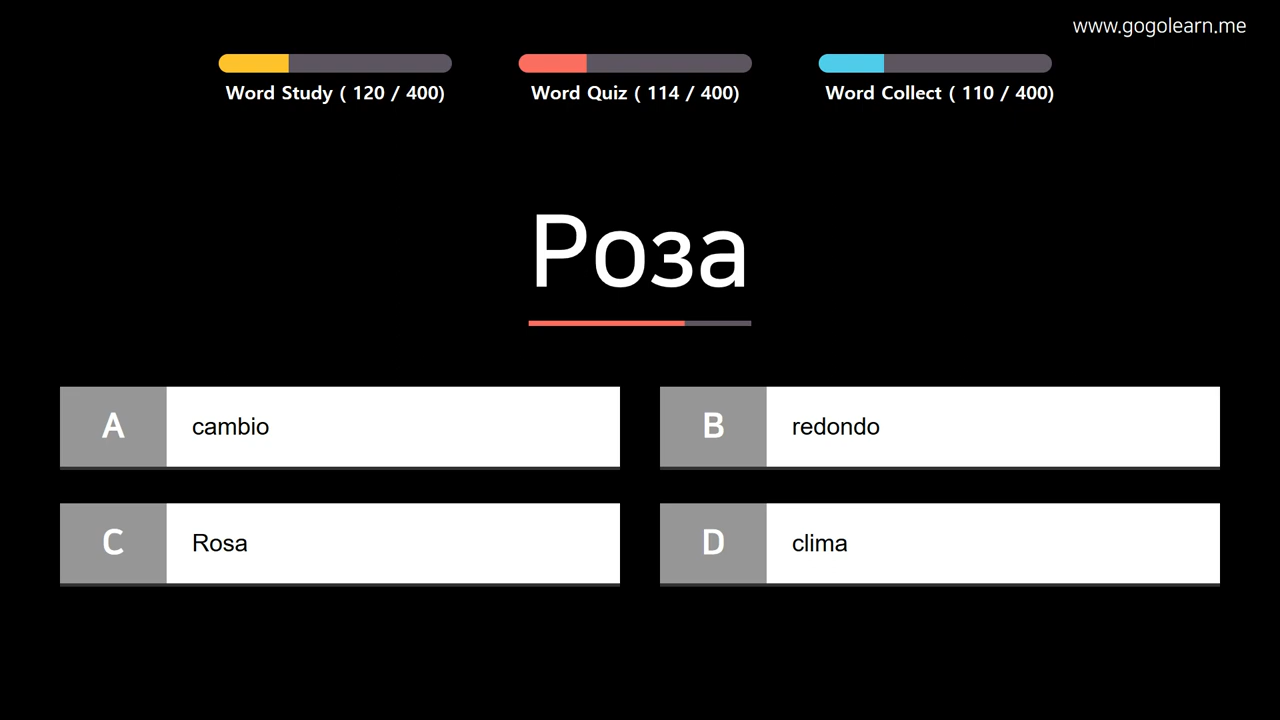 www.gogolearn.me
Word Study ( 120 / 400)
Word Quiz ( 114 / 400)
Word Collect ( 110 / 400)
Роза
A cambio
B redondo
C Rosa
D clima